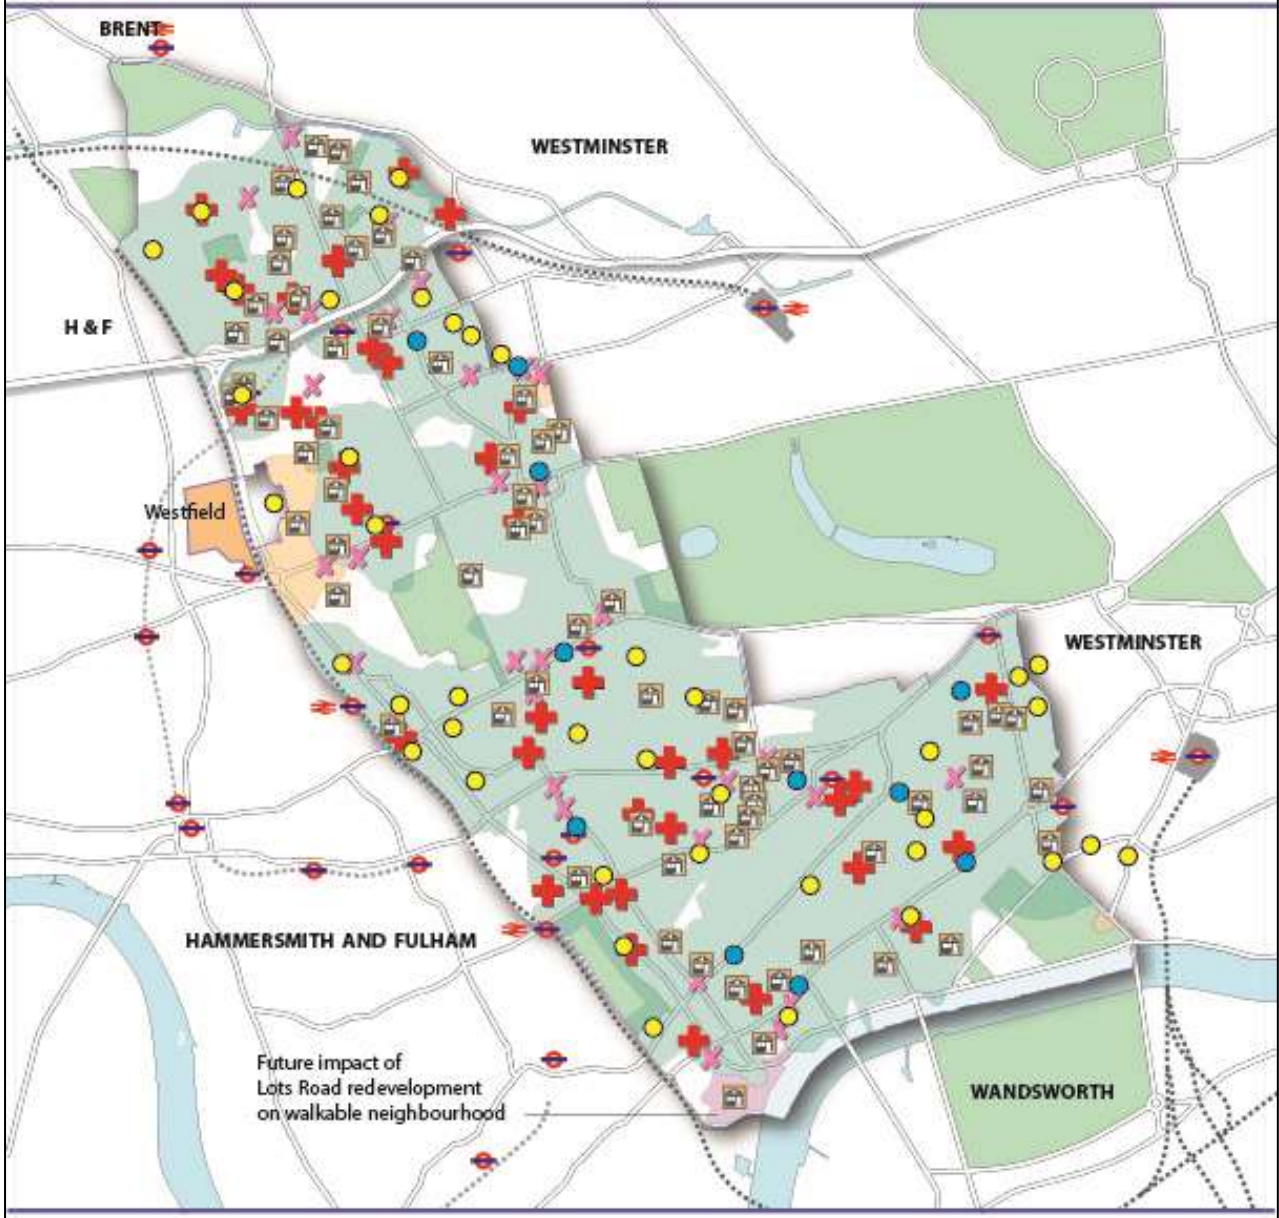 BRENT
WESTMINSTER
H & F
Westfield
WESTMINSTER
HAMMERSMITH AND FULHAM
Future impact of
Lots Road redevelopment
on walkable neighbourhood
WANDSWORTH